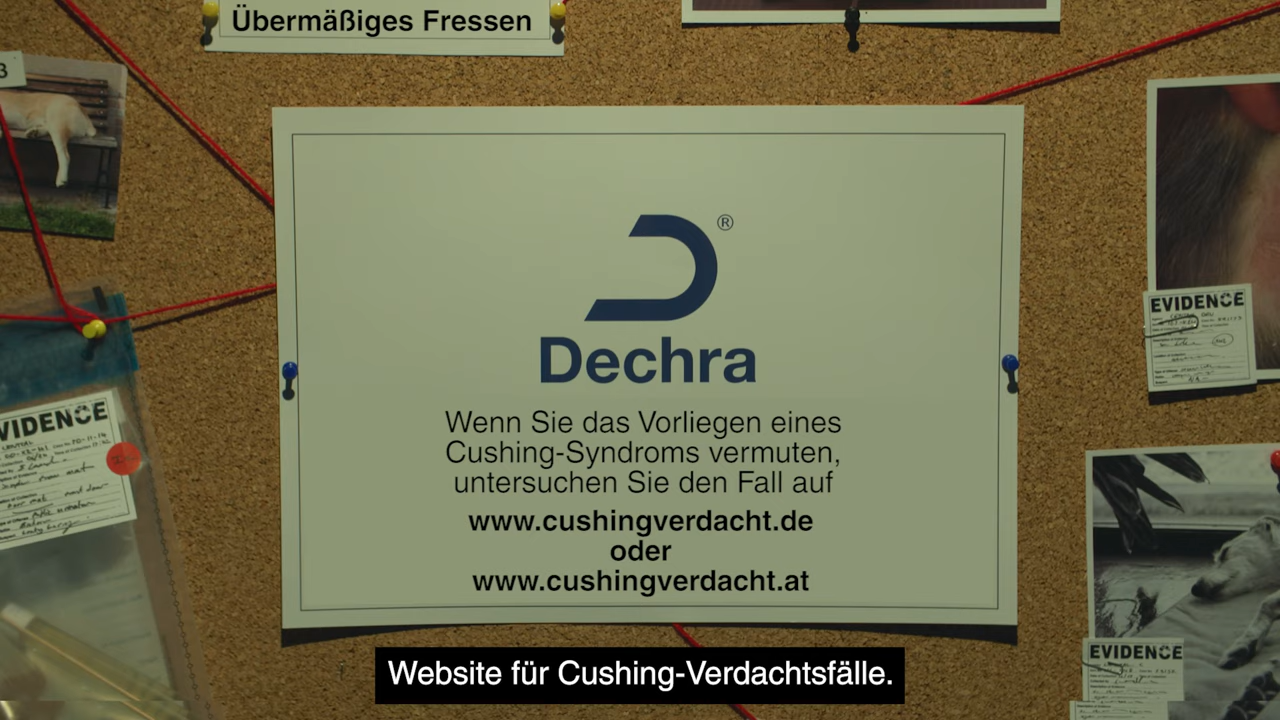 Übermäßiges Fressen
3
®
Dechra
Wenn Sie das Vorliegen eines
Cushing-Syndroms vermuten,
untersuchen Sie den Fall auf
www.cushingverdacht.de
oder
www.cushingverdacht.at
EVIDENCE
EVIDENCE
EVIDENCE
Website für Cushing-Verdachtsfälle.